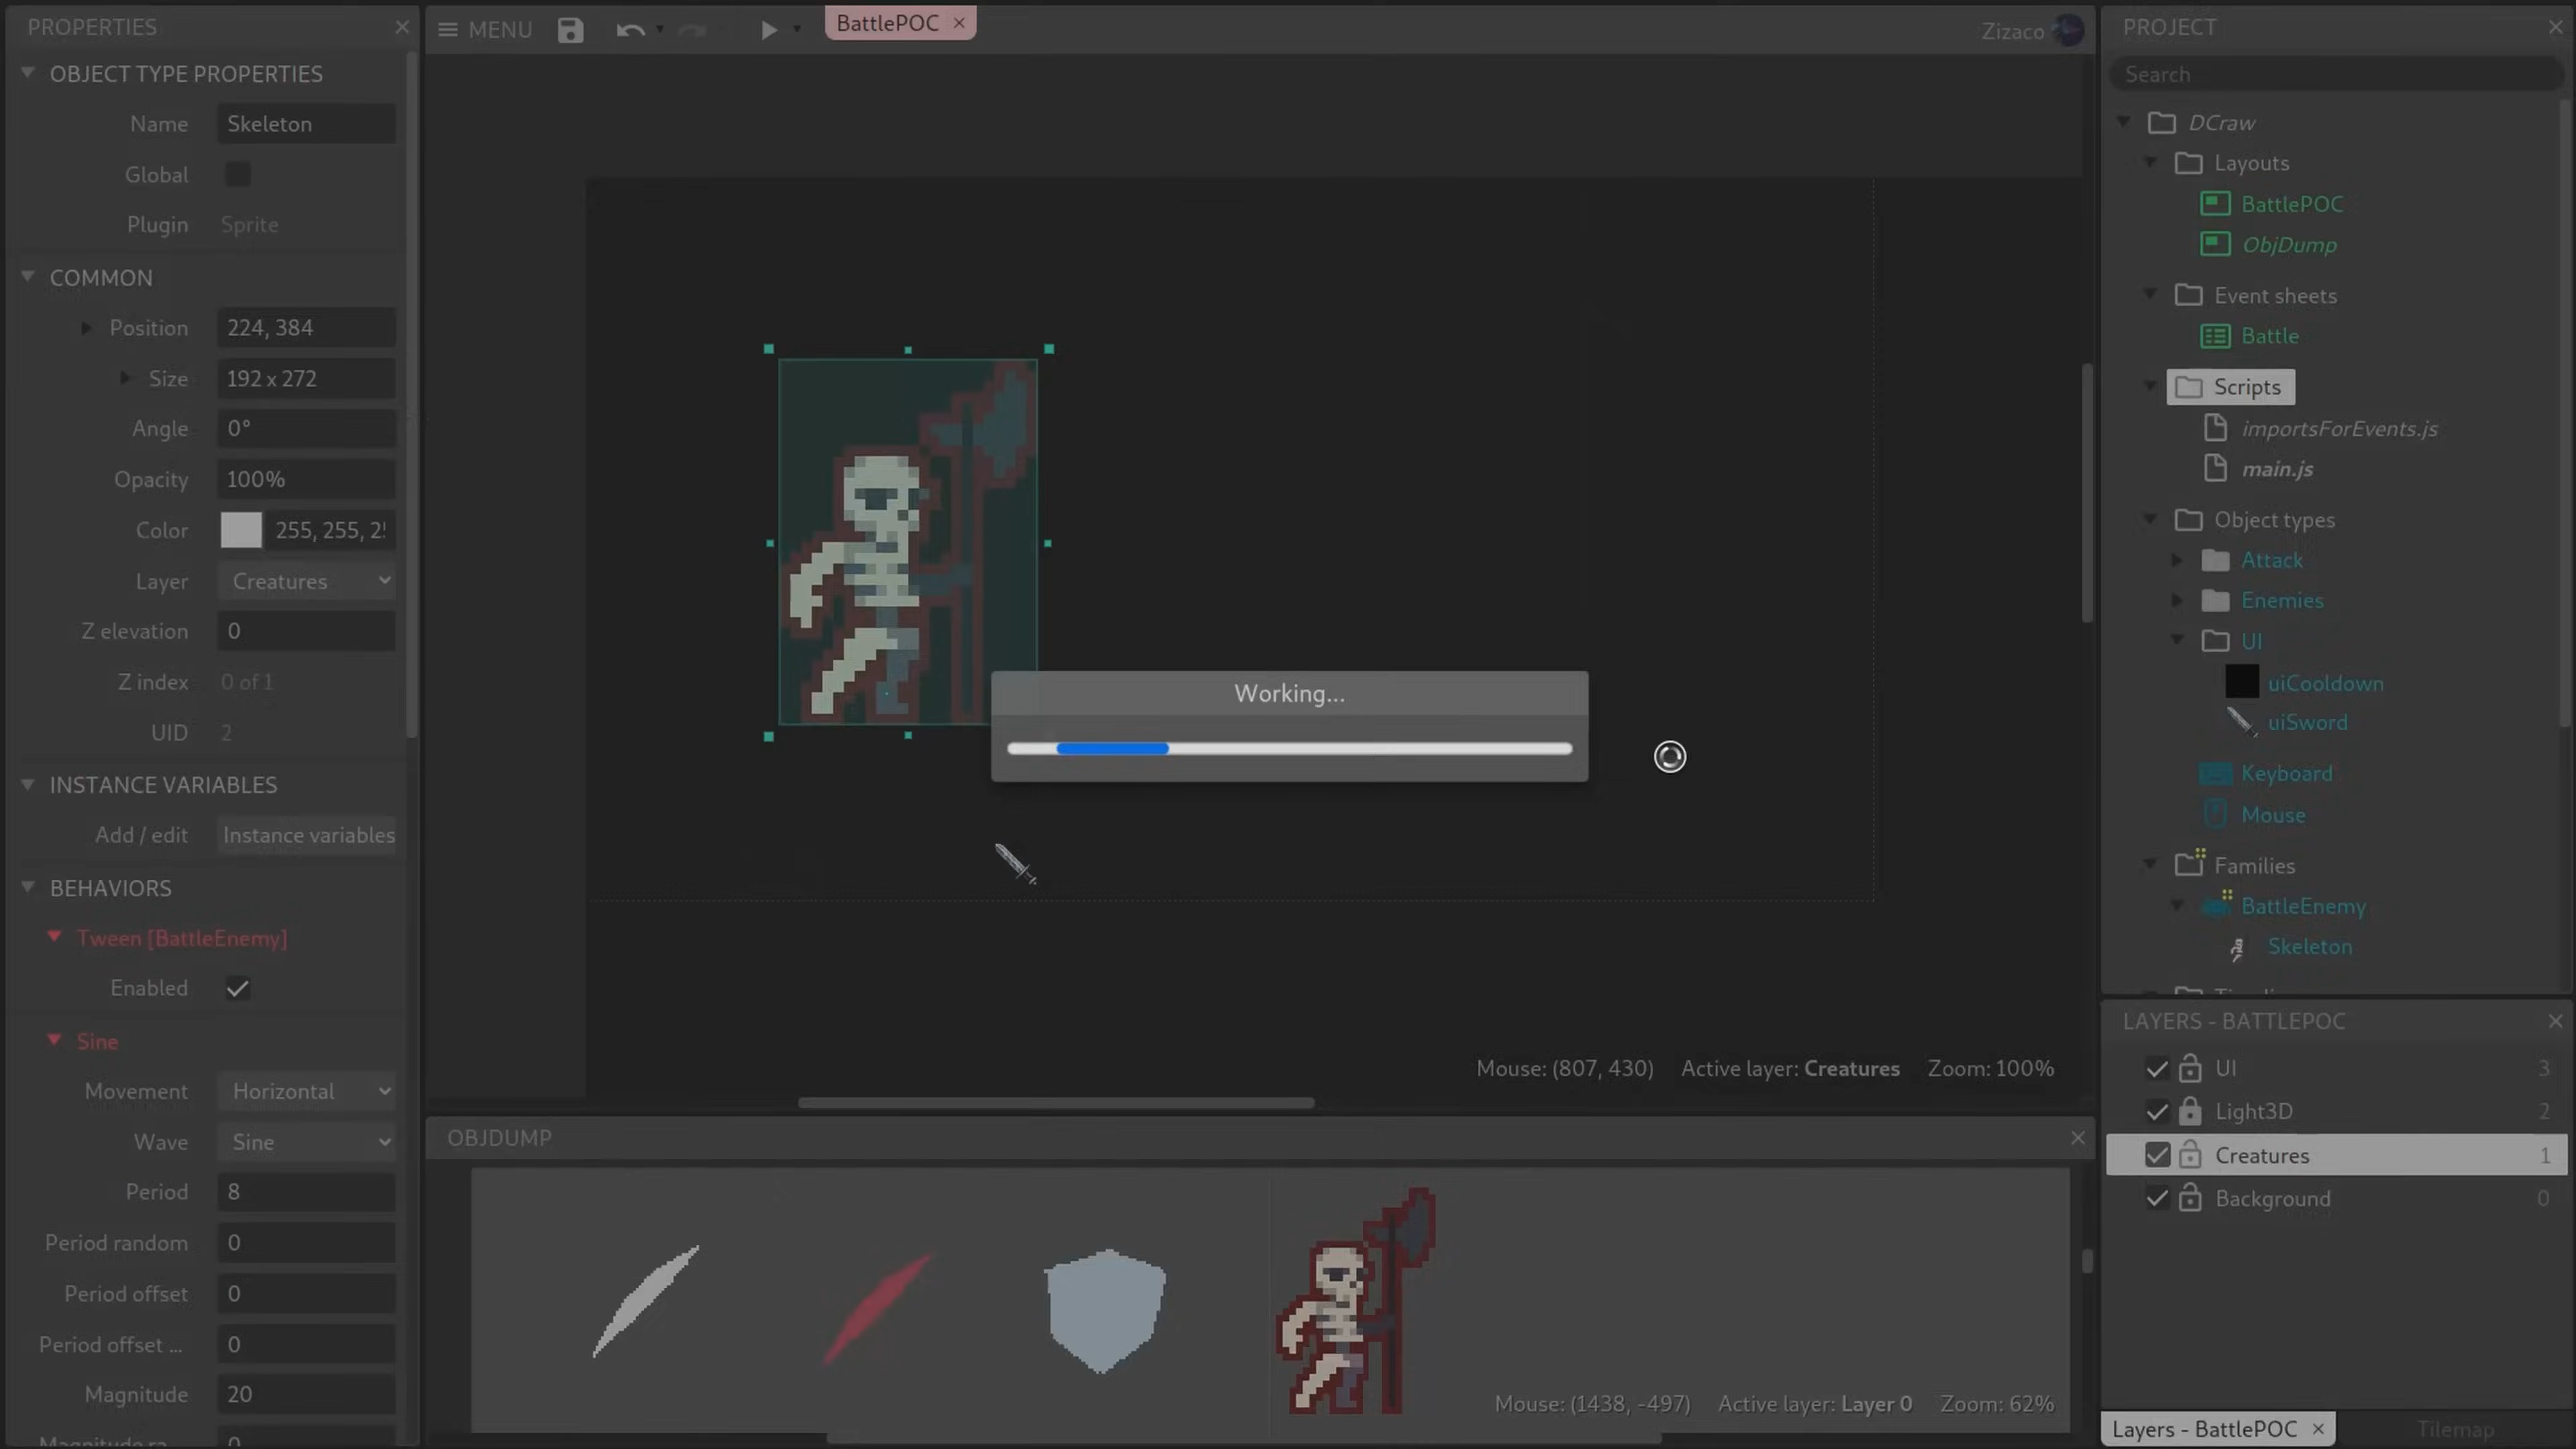 PROPERTIES
OBJECT TYPE PROPERTIES
Name Skeleton
Global
Plugin Sprite
COMMON
Position 224, 384
Size 192 x 272
Angle 0°
Opacity 100%
Color 255, 255, 2
Layer Creatures
Z elevation 0
Z index 0 of 1
UID 2
INSTANCE VARIABLES
Add / edit Instance variables
BEHAVIORS
Tween [BattleEnemy]
Enabled
Sine
Movement Horizontal
Wave Sine
Period 8
Period random 0
Period offset 0
Period offset ... 0
Magnitude 20
MENU
BattlePOC
Zizaco
Working...
Mouse: (807, 430) Active layer: Creatures Zoom: 100%
OBJDUMP
Mouse: (1438, -497) Active layer: Layer 0 Zoom: 62%
PROJECT
Search
DCraw
Layouts
BattlePOC
ObjDump
Event sheets
Battle
Scripts
importsForEvents.js
main.js
Object types
Attack
Enemies
UI
uiCooldown
uiSword
Keyboard
Mouse
Families
BattleEnemy
Skeleton
LAYERS - BATTLEPOC
UI 3
Light3D 2
Creatures 1
Background 0
Layers - BattlePOC
Tilemap